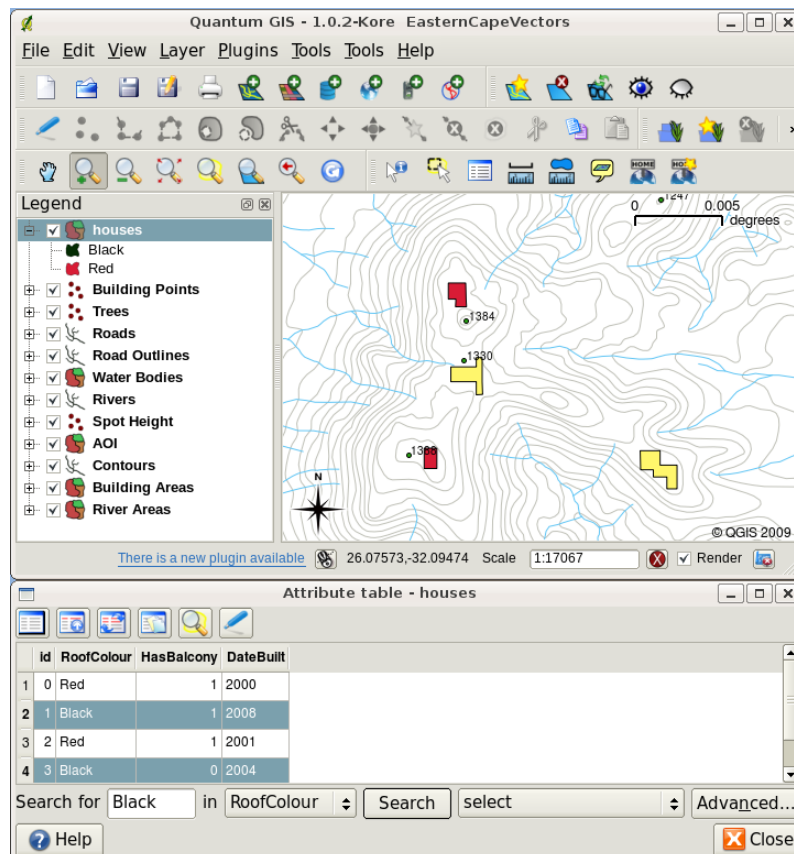 Quantum GIS - 1.0.2-Kore EasternCapeVectors
File Edit View Layer Plugins Tools Tools Help
»
HOME
Legend
houses
Black
Red
Building Points
Trees
Roads
Road Outlines
Water Bodies
Rivers
Spot Height
AOI
Contours
Building Areas
River Areas
1247
0 0.005
degrees
1384
1330
N
© QGIS 2009
There is a new plugin available 26.07573,-32.09474 Scale 1:17067 Render
Attribute table - houses
id RoofColour HasBalcony DateBuilt
1 0 Red 1 2000
2 1 Black 1 2008
3 2 Red 1 2001
4 3 Black 0 2004
Search for Black in RoofColour Search select Advanced...
Help Close